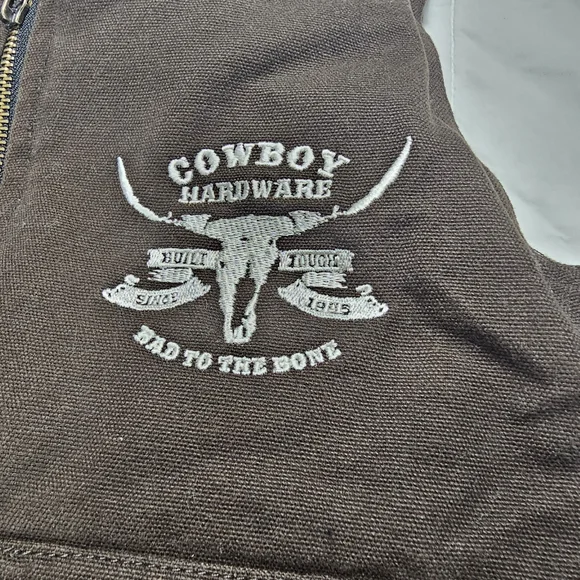 COWBOY
HARDWARE
BUILT TOUGH
SINCE 1995
BAD TO THE BONE